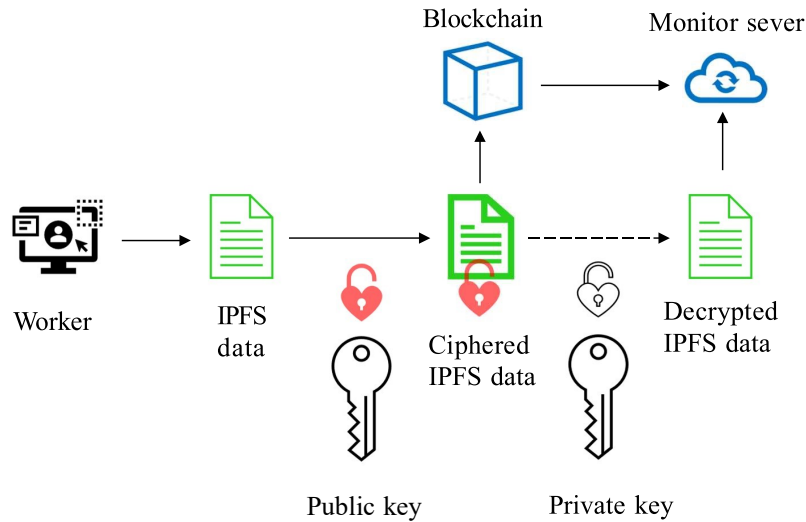 Blockchain
Monitor sever
Worker
IPFS
data
Ciphered
IPFS data
Decrypted
IPFS data
Public key
Private key